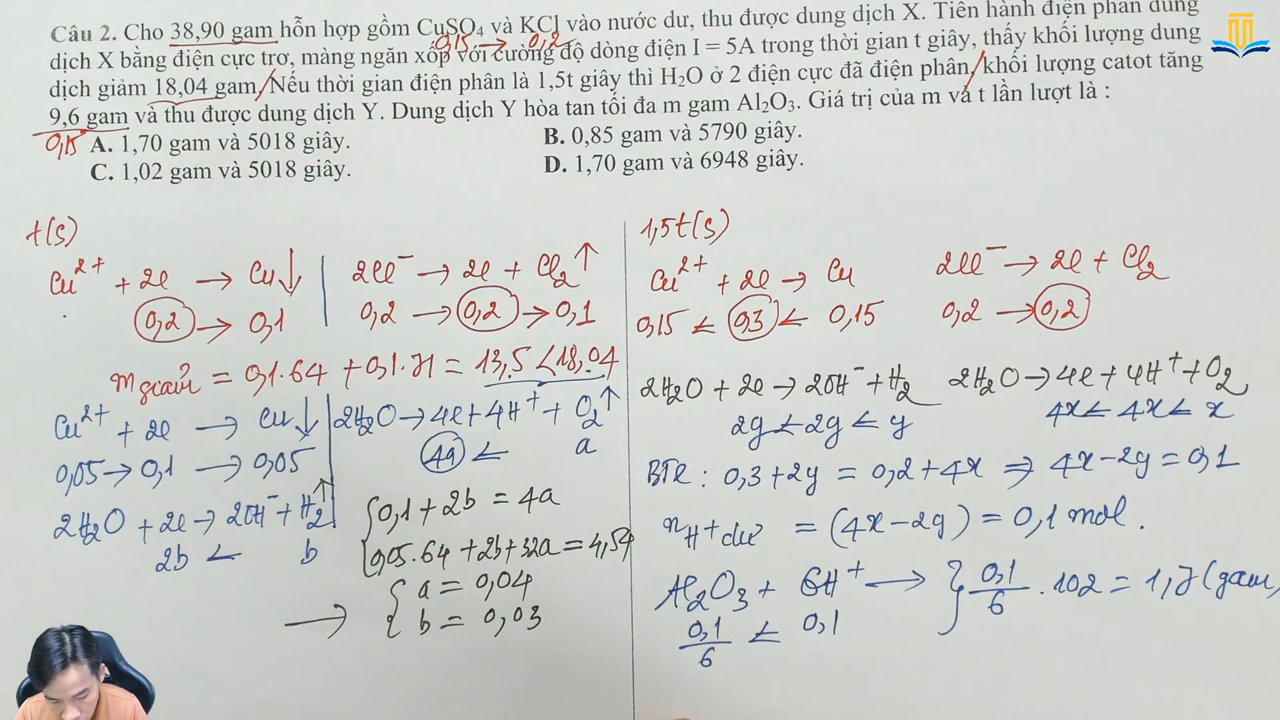 Câu 2. Cho 38,90 gam hỗn hợp gồm CuSO4 và KCl vào nước dư, thu được dung dịch X. Tiến hành điện phân dung
0,15 → 0,2
dịch X bằng điện cực trơ, màng ngăn xốp với cường độ dòng điện I = 5A trong thời gian t giây, thấy khối lượng dung
dịch giảm 18,04 gam. Nếu thời gian điện phân là 1,5t giây thì H2O ở 2 điện cực đã điện phân, khối lượng catot tăng
9,6 gam và thu được dung dịch Y. Dung dịch Y hòa tan tối đa m gam Al2O3. Giá trị của m và t lần lượt là :
0,15
A. 1,70 gam và 5018 giây. B. 0,85 gam và 5790 giây.
C. 1,02 gam và 5018 giây. D. 1,70 gam và 6948 giây.
t(s)
Cu2+ + 2e → Cu↓ 2Cl− → 2e + Cl2↑
0,2 → 0,1 0,2 → 0,2 → 0,1
m giảm = 0,1.64 + 0,1.71 = 13,5 < 18,04
Cu2+ + 2e → Cu↓ 2H2O → 4e + 4H+ + O2↑
0,05 → 0,1 → 0,05 4a ← a
2H2O + 2e → 2OH− + H2↑
2b ← b
0,1 + 2b = 4a
0,05.64 + 2b + 32a = 4,54
→ { a = 0,04
b = 0,03
1,5t(s)
Cu2+ + 2e → Cu 2Cl− → 2e + Cl2
0,15 ← 0,3 ← 0,15 0,2 → 0,2
2H2O + 2e → 2OH− + H2 2H2O → 4e + 4H+ + O2
2y ← 2y ← y 4x ← 4x ← x
BTe : 0,3 + 2y = 0,2 + 4x ⇒ 4x − 2y = 0,1
nH+ dư = (4x − 2y) = 0,1 mol.
Al2O3 + 6H+ → } 0,1/6 . 102 = 1,7 (gam)
0,1/6 ← 0,1